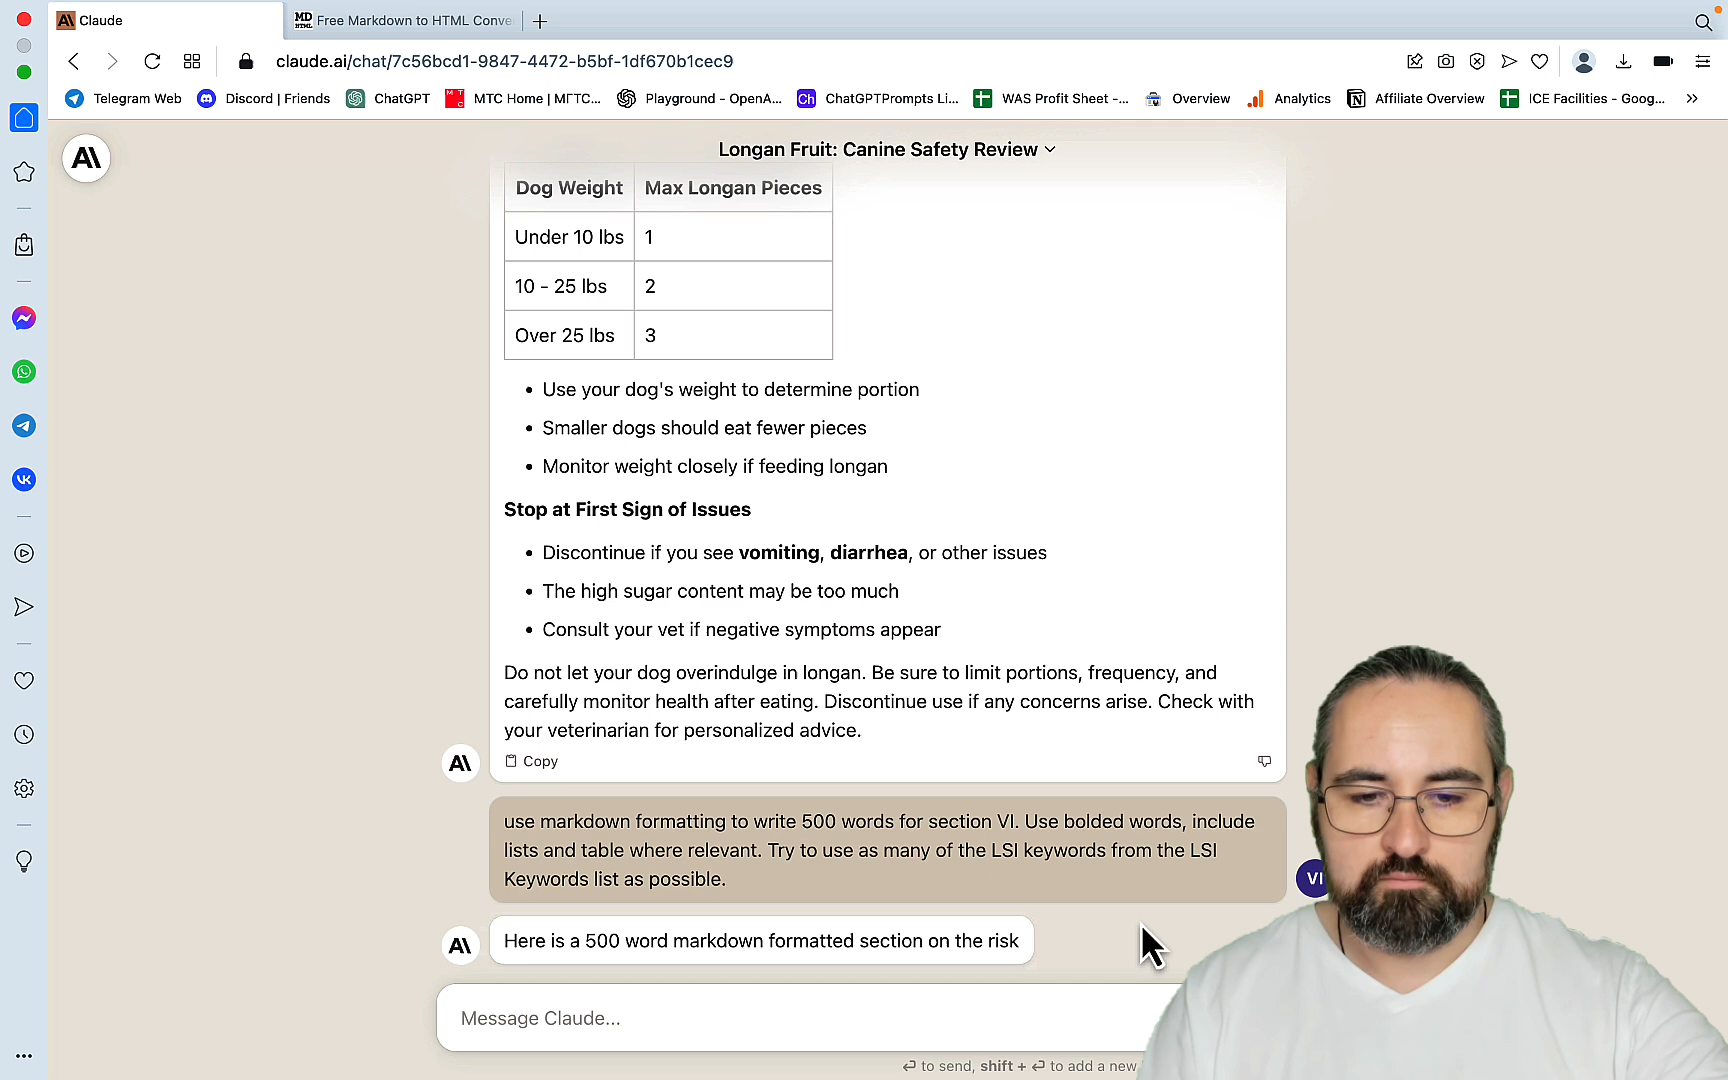 Claude
MD HTML Free Markdown to HTML Conve
claude.ai/chat/7c56bcd1-9847-4472-b5bf-1df670b1cec9
Telegram Web Discord | Friends ChatGPT MTC Home | МГТС... Playground - OpenA... Ch ChatGPTPrompts Li... WAS Profit Sheet -... Overview Analytics Affiliate Overview ICE Facilities - Goog...
Longan Fruit: Canine Safety Review
Dog Weight Max Longan Pieces
Under 10 lbs 1
10 - 25 lbs 2
Over 25 lbs 3
• Use your dog's weight to determine portion
• Smaller dogs should eat fewer pieces
• Monitor weight closely if feeding longan
Stop at First Sign of Issues
• Discontinue if you see vomiting, diarrhea, or other issues
• The high sugar content may be too much
• Consult your vet if negative symptoms appear
Do not let your dog overindulge in longan. Be sure to limit portions, frequency, and
carefully monitor health after eating. Discontinue use if any concerns arise. Check with
your veterinarian for personalized advice.
Copy
use markdown formatting to write 500 words for section VI. Use bolded words, include
lists and table where relevant. Try to use as many of the LSI keywords from the LSI
Keywords list as possible.
VI
Here is a 500 word markdown formatted section on the risk
Message Claude...
⏎ to send, shift + ⏎ to add a new